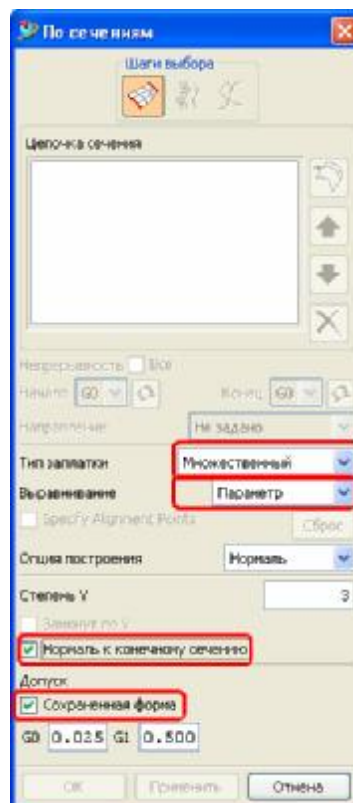 По сечениям
Шаги выбора
Цепочка сечения
Непрерывность Все
Начало G0 Конец G0
Направление Не задано
Тип заплатки Множественный
Выравнивание Параметр
Specify Alignment Points
Сброс
Опция построения Нормаль
Степень V 3
Замкнут по V
Нормаль к конечному сечению
Допуск
Сохраненная форма
G0 0.025 G1 0.500
OK Применить Отмена